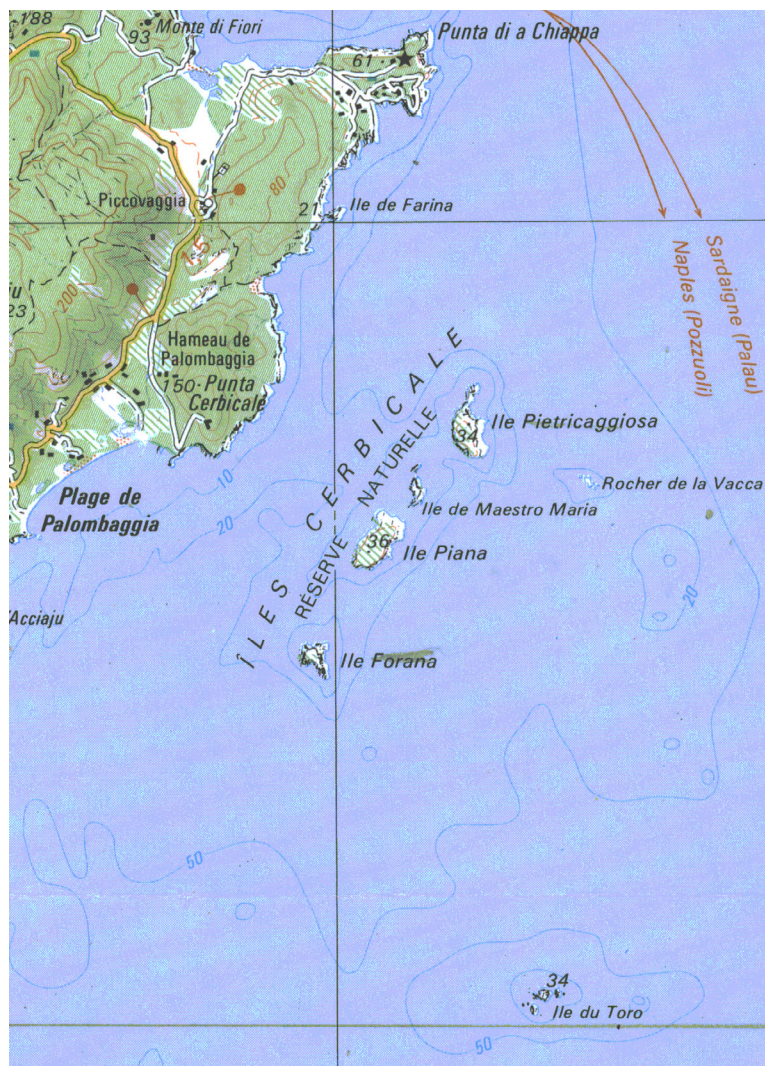 188
93
Monte di Fiori
Punta di a Chiappa
61
Piccovaggia
80
21
Ile de Farina
1,5
200
23
Hameau de
Palombaggia
150
Punta
Cerbicale
Sardaigne (Palau)
Naples (Pozzuoli)
ÎLES CERBICALE
RÉSERVE NATURELLE
34
Ile Pietricaggiosa
Rocher de la Vacca
10
20
Plage de
Palombaggia
Ile de Maestro Maria
36
Ile Piana
20
'Acciaju
Ile Forana
50
34
Ile du Toro
50